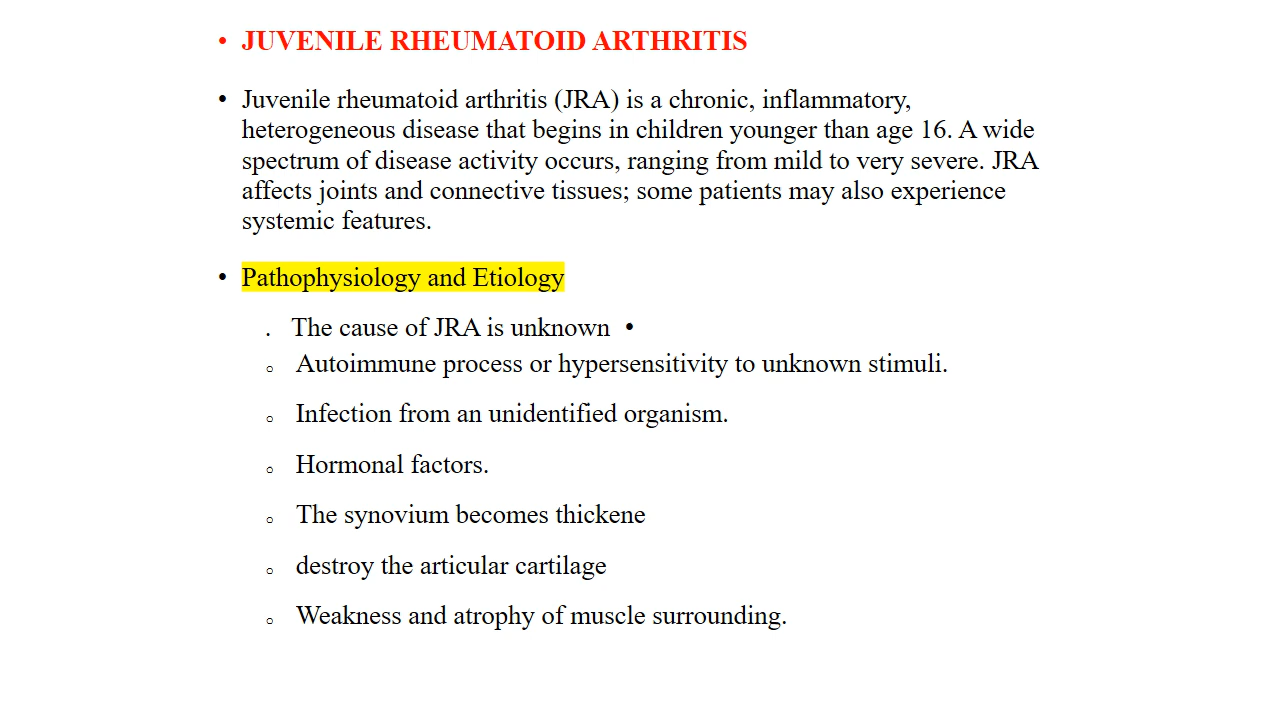 • JUVENILE RHEUMATOID ARTHRITIS
• Juvenile rheumatoid arthritis (JRA) is a chronic, inflammatory,
heterogeneous disease that begins in children younger than age 16. A wide
spectrum of disease activity occurs, ranging from mild to very severe. JRA
affects joints and connective tissues; some patients may also experience
systemic features.
• Pathophysiology and Etiology
. The cause of JRA is unknown •
o Autoimmune process or hypersensitivity to unknown stimuli.
o Infection from an unidentified organism.
o Hormonal factors.
o The synovium becomes thickene
o destroy the articular cartilage
o Weakness and atrophy of muscle surrounding.